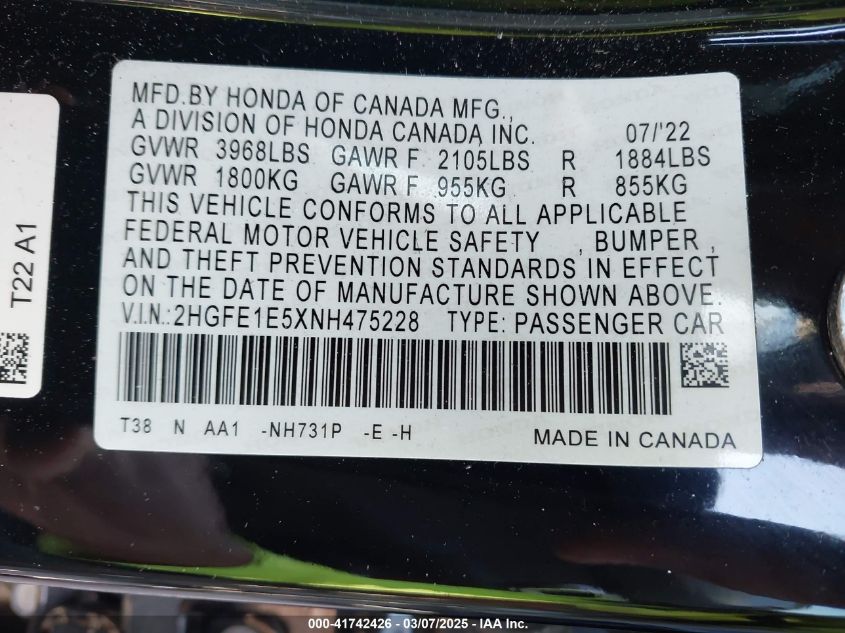 MFD.BY HONDA OF CANADA MFG.,
A DIVISION OF HONDA CANADA INC. 07/'22
GVWR 3968LBS GAWR F 2105LBS R 1884LBS
GVWR 1800KG GAWR F 955KG R 855KG
THIS VEHICLE CONFORMS TO ALL APPLICABLE
FEDERAL MOTOR VEHICLE SAFETY , BUMPER ,
AND THEFT PREVENTION STANDARDS IN EFFECT
ON THE DATE OF MANUFACTURE SHOWN ABOVE.
V.I.N.:2HGFE1E5XNH475228 TYPE: PASSENGER CAR
T38 N AA1 -NH731P -E -H MADE IN CANADA
T22 A1
000-41742426 - 03/07/2025 - IAA Inc.